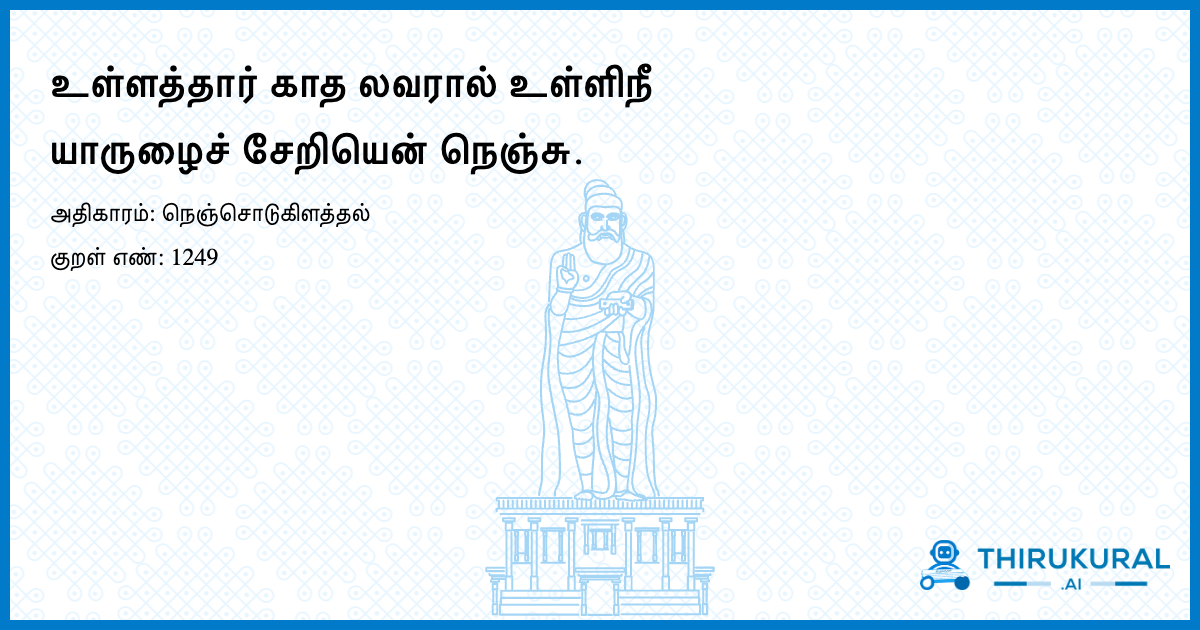 உள்ளத்தார் காத லவரால் உள்ளிநீ
யாருழைச் சேறியென் நெஞ்சு.
அதிகாரம்: நெஞ்சொடுகிளத்தல்
குறள் எண்: 1249
THIRUKURAL
.AI